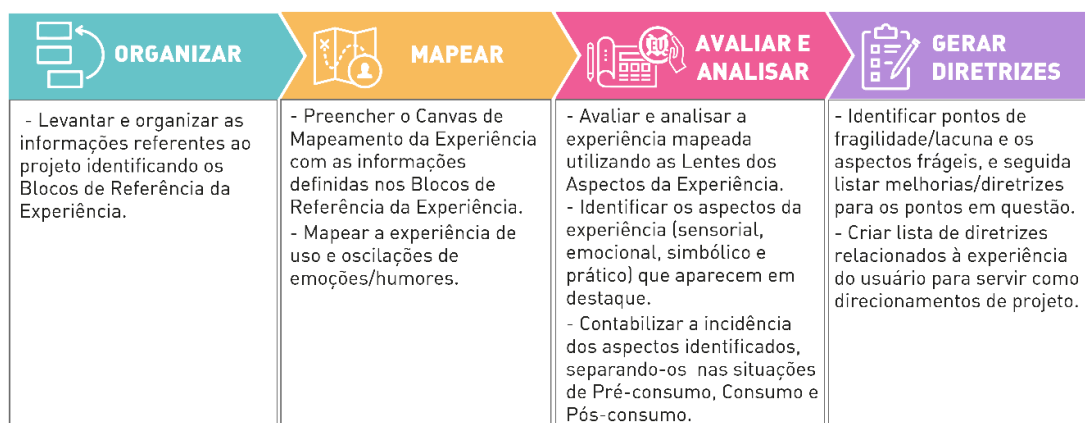 ORGANIZAR
- Levantar e organizar as
informações referentes ao
projeto identificando os
Blocos de Referência da
Experiência.
MAPEAR
- Preencher o Canvas de
Mapeamento da Experiência
com as informações
definidas nos Blocos de
Referência da Experiência.
- Mapear a experiência de
uso e oscilações de
emoções/humores.
EU
AVALIAR E
ANALISAR
- Avaliar e analisar a
experiência mapeada
utilizando as Lentes dos
Aspectos da Experiência.
- Identificar os aspectos da
experiência (sensorial,
emocional, simbólico e
prático) que aparecem em
destaque.
- Contabilizar a incidência
dos aspectos identificados,
separando-os nas situações
de Pré-consumo, Consumo e
Pós-consumo.
GERAR
DIRETRIZES
- Identificar pontos de
fragilidade/lacuna e os
aspectos frágeis, e seguida
listar melhorias/diretrizes
para os pontos em questão.
- Criar lista de diretrizes
relacionados à experiência
do usuário para servir como
direcionamentos de projeto.